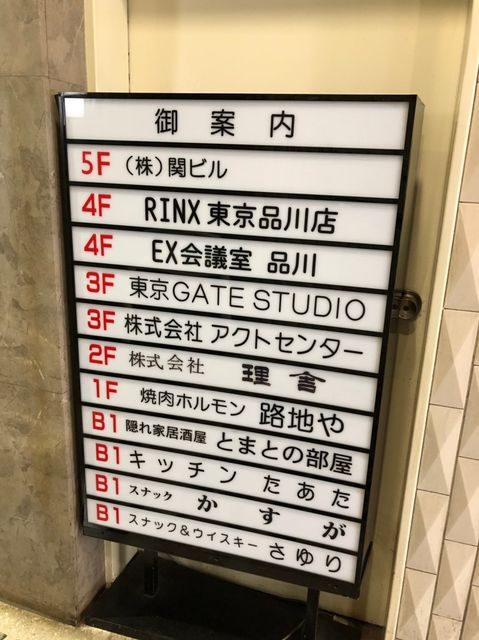 御案内
5F (株)関ビル
4F RINX 東京品川店
4F EX会議室 品川
3F 東京GATE STUDIO
3F 株式会社 アクトセンター
2F 株式会社 理舎
1F 焼肉ホルモン 路地や
B1 隠れ家居酒屋 とまとの部屋
B1 キッチン たあた
B1 スナック かすが
B1 スナック&ウイスキー さゆり